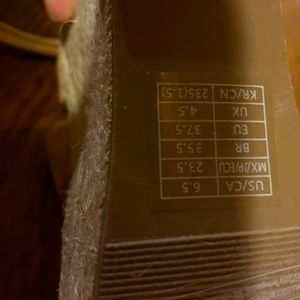 US/CA 6.5
MX/JP/ECU 23.5
BR 35.5
EU 37.5
UK 4.5
KR/CN 235(1.5)